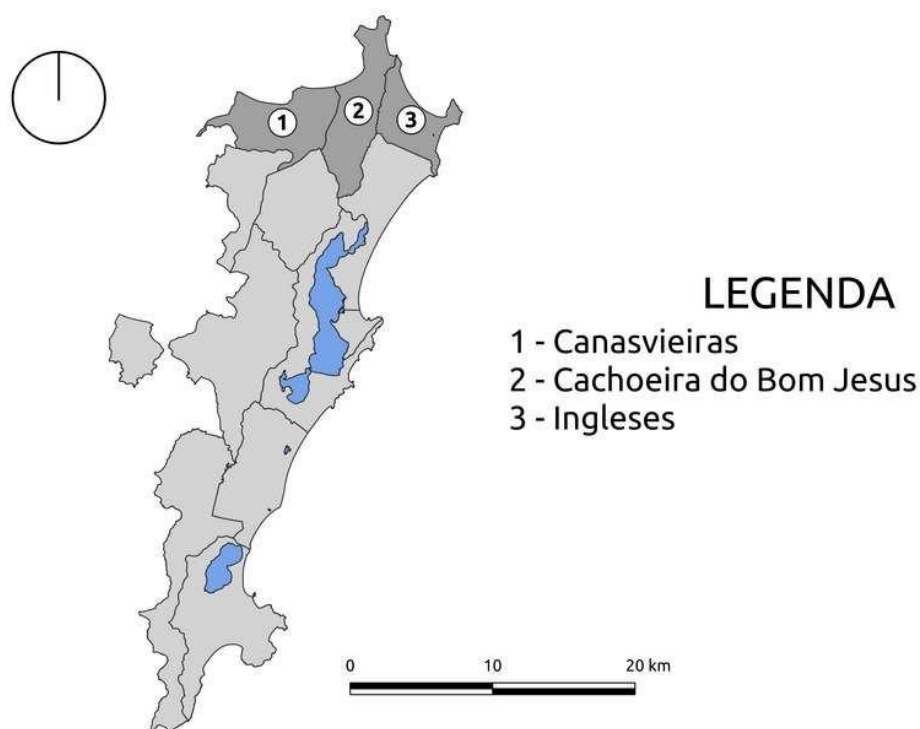 1
2
3
LEGENDA
1 - Canasvieiras
2 - Cachoeira do Bom Jesus
3 - Ingleses
0 10 20 km